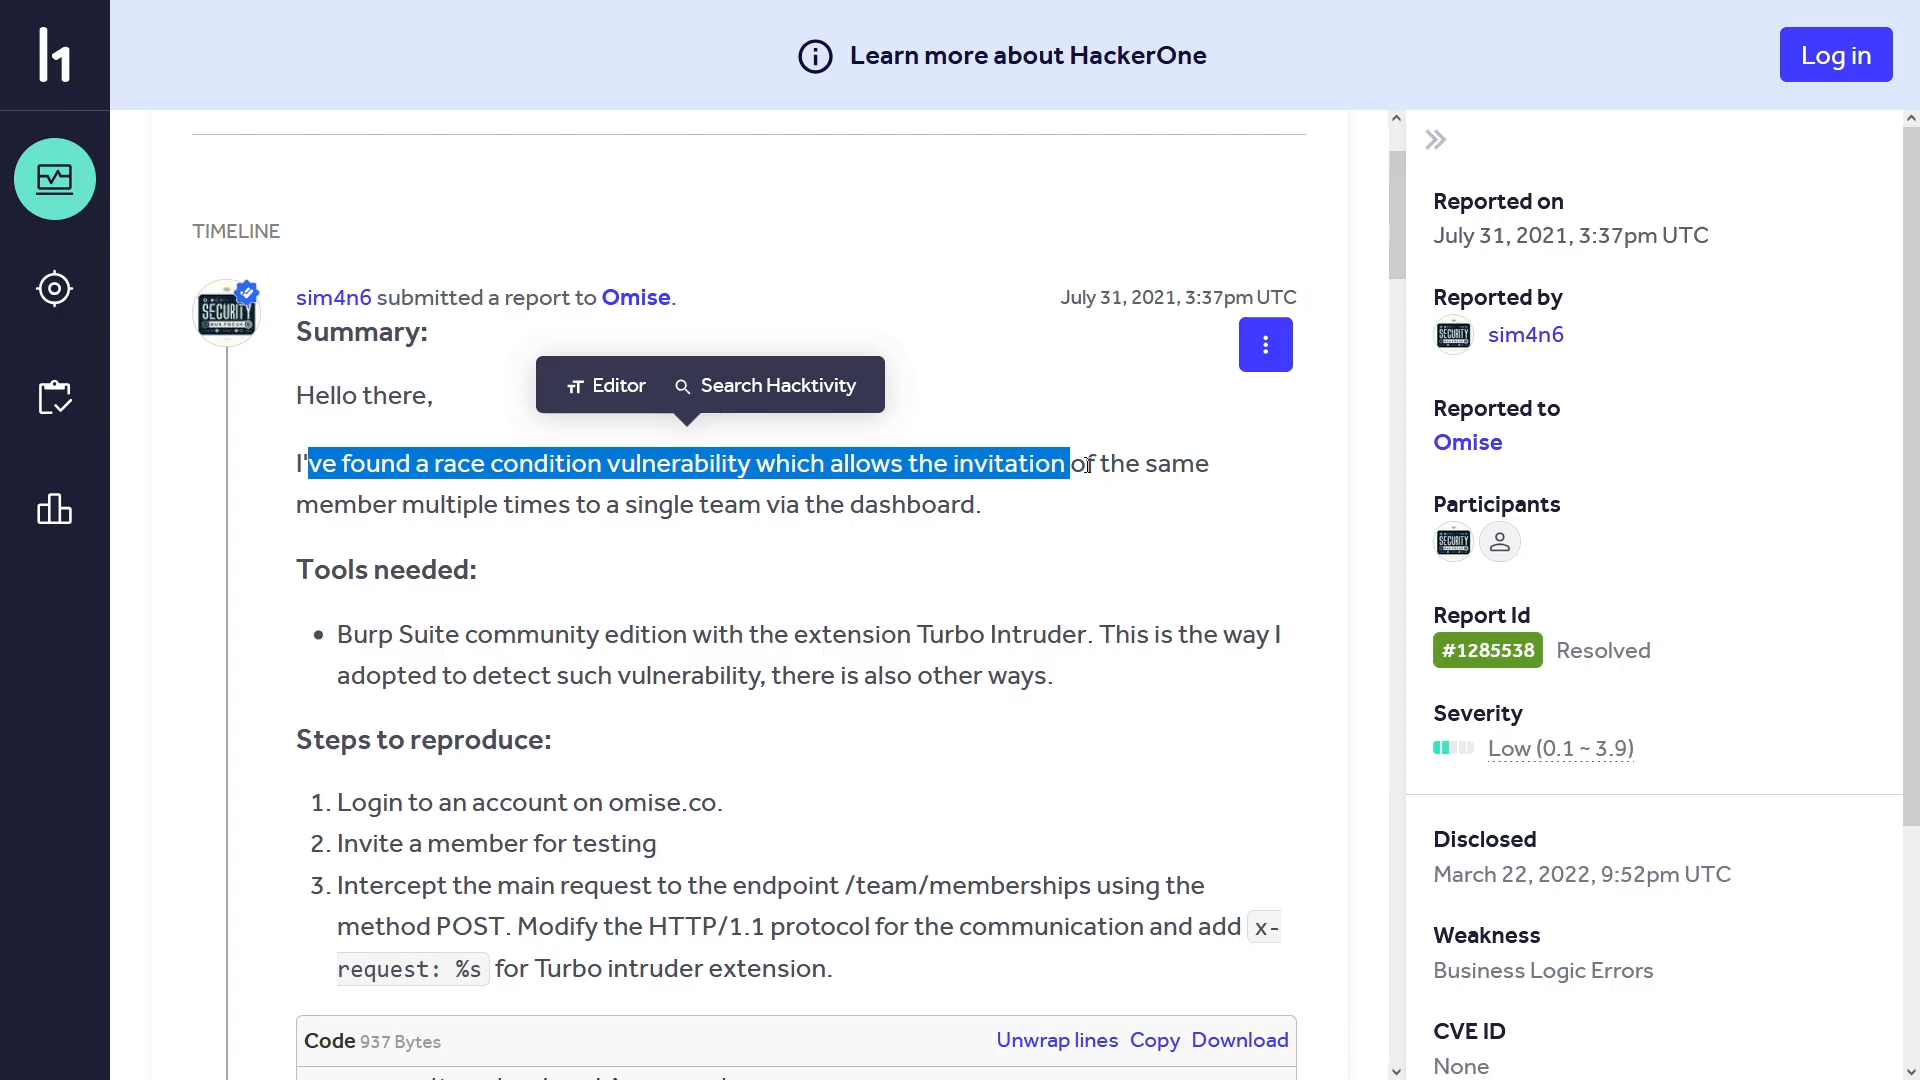 Learn more about HackerOne
Log in
TIMELINE
sim4n6 submitted a report to Omise.
July 31, 2021, 3:37pm UTC
Summary:
Editor
Search Hacktivity
Hello there,
I've found a race condition vulnerability which allows the invitation of the same
member multiple times to a single team via the dashboard.
Tools needed:
• Burp Suite community edition with the extension Turbo Intruder. This is the way I
adopted to detect such vulnerability, there is also other ways.
Steps to reproduce:
1. Login to an account on omise.co.
2. Invite a member for testing
3. Intercept the main request to the endpoint /team/memberships using the
method POST. Modify the HTTP/1.1 protocol for the communication and add x-
request: %s for Turbo intruder extension.
Code 937 Bytes
Unwrap lines Copy Download
Reported on
July 31, 2021, 3:37pm UTC
Reported by
SECURITY
sim4n6
Reported to
Omise
Participants
Report Id
#1285538 Resolved
Severity
Low (0.1 ~ 3.9)
Disclosed
March 22, 2022, 9:52pm UTC
Weakness
Business Logic Errors
CVE ID
None